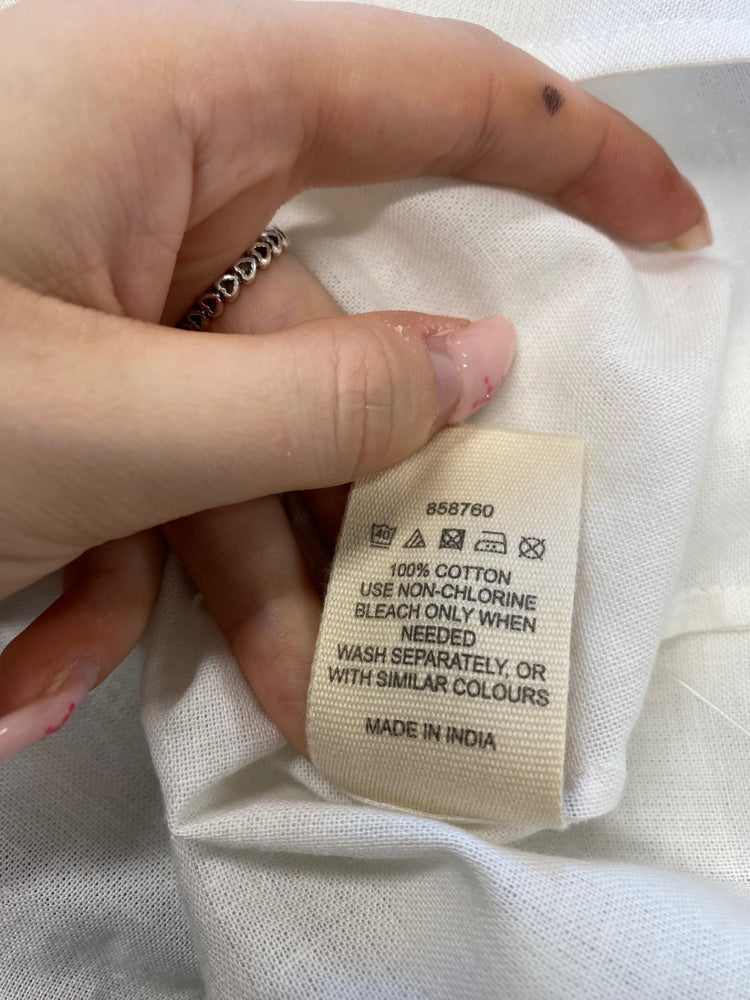 858760
40
100% COTTON
USE NON-CHLORINE
BLEACH ONLY WHEN
NEEDED
WASH SEPARATELY, OR
WITH SIMILAR COLOURS
MADE IN INDIA